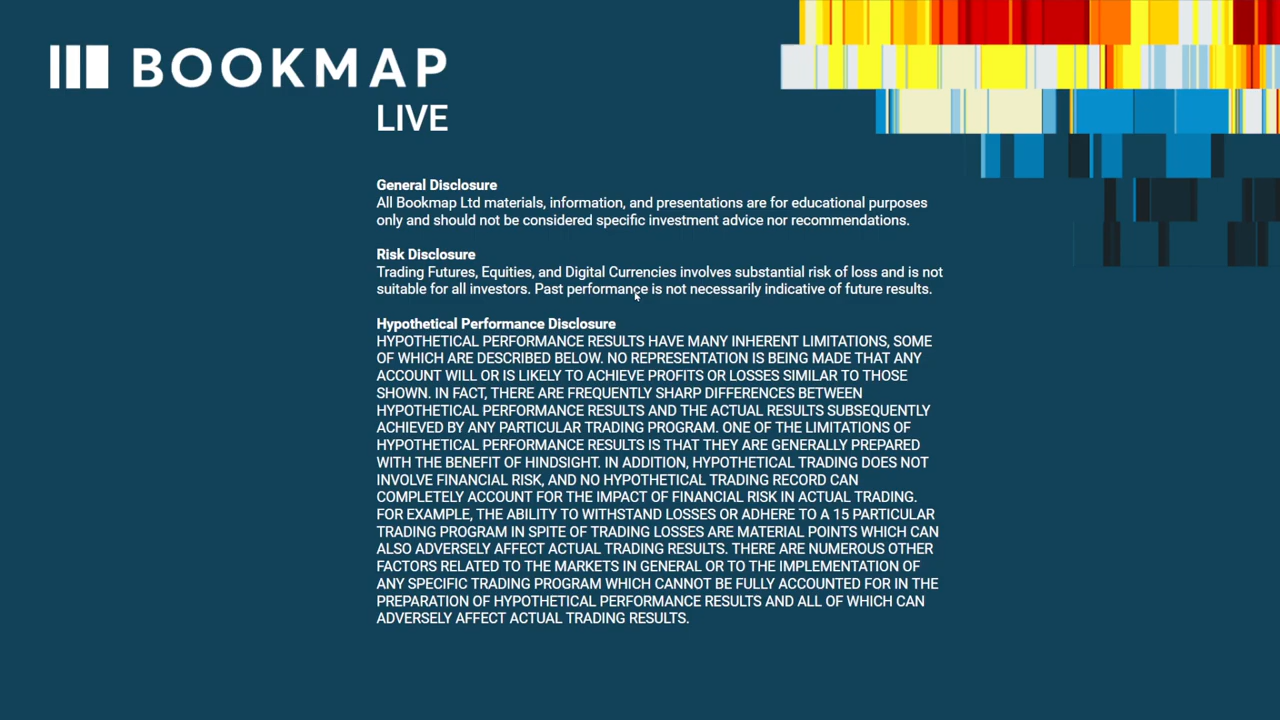 BOOKMAP
LIVE
General Disclosure
All Bookmap Ltd materials, information, and presentations are for educational purposes
only and should not be considered specific investment advice nor recommendations.
Risk Disclosure
Trading Futures, Equities, and Digital Currencies involves substantial risk of loss and is not
suitable for all investors. Past performance is not necessarily indicative of future results.
Hypothetical Performance Disclosure
HYPOTHETICAL PERFORMANCE RESULTS HAVE MANY INHERENT LIMITATIONS, SOME
OF WHICH ARE DESCRIBED BELOW. NO REPRESENTATION IS BEING MADE THAT ANY
ACCOUNT WILL OR IS LIKELY TO ACHIEVE PROFITS OR LOSSES SIMILAR TO THOSE
SHOWN. IN FACT, THERE ARE FREQUENTLY SHARP DIFFERENCES BETWEEN
HYPOTHETICAL PERFORMANCE RESULTS AND THE ACTUAL RESULTS SUBSEQUENTLY
ACHIEVED BY ANY PARTICULAR TRADING PROGRAM. ONE OF THE LIMITATIONS OF
HYPOTHETICAL PERFORMANCE RESULTS IS THAT THEY ARE GENERALLY PREPARED
WITH THE BENEFIT OF HINDSIGHT. IN ADDITION, HYPOTHETICAL TRADING DOES NOT
INVOLVE FINANCIAL RISK, AND NO HYPOTHETICAL TRADING RECORD CAN
COMPLETELY ACCOUNT FOR THE IMPACT OF FINANCIAL RISK IN ACTUAL TRADING.
FOR EXAMPLE, THE ABILITY TO WITHSTAND LOSSES OR ADHERE TO A 15 PARTICULAR
TRADING PROGRAM IN SPITE OF TRADING LOSSES ARE MATERIAL POINTS WHICH CAN
ALSO ADVERSELY AFFECT ACTUAL TRADING RESULTS. THERE ARE NUMEROUS OTHER
FACTORS RELATED TO THE MARKETS IN GENERAL OR TO THE IMPLEMENTATION OF
ANY SPECIFIC TRADING PROGRAM WHICH CANNOT BE FULLY ACCOUNTED FOR IN THE
PREPARATION OF HYPOTHETICAL PERFORMANCE RESULTS AND ALL OF WHICH CAN
ADVERSELY AFFECT ACTUAL TRADING RESULTS.